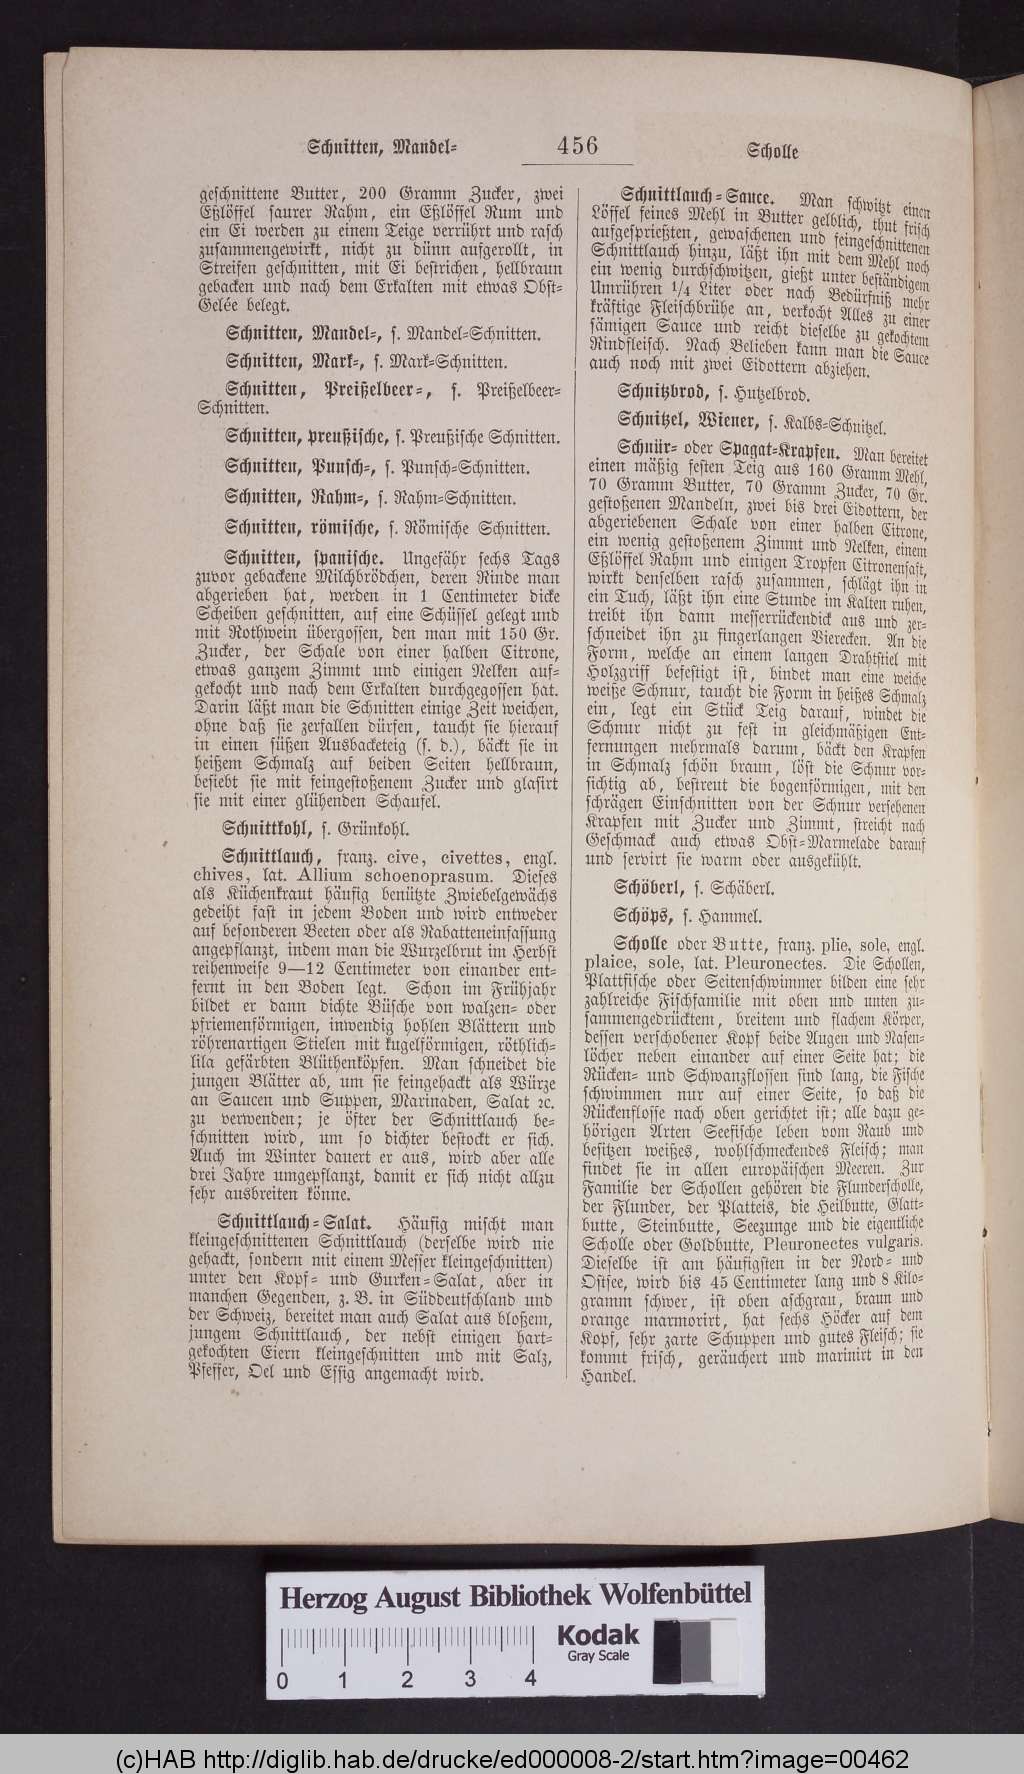 Schnitten, Mandel-
456
Scholle
geschnittene Butter, 200 Gramm Zucker, zwei
Eßlöffel saurer Rahm, ein Eßlöffel Rum und
ein Ei werden zu einem Teige verrührt und rasch
zusammengewirkt, nicht zu dünn aufgerollt, in
Streifen geschnitten, mit Ei bestrichen, hellbraun
gebacken und nach dem Erkalten mit etwas Obst-
Gelée belegt.
Schnitten, Mandel-, s. Mandel-Schnitten.
Schnitten, Mark-, s. Mark-Schnitten.
Schnitten, Preißelbeer-, s. Preißelbeer-
Schnitten.
Schnitten, preußische, s. Preußische Schnitten.
Schnitten, Punsch-, s. Punsch-Schnitten.
Schnitten, Rahm-, s. Rahm-Schnitten.
Schnitten, römische, s. Römische Schnitten.
Schnitten, spanische. Ungefähr sechs Tags
zuvor gebackene Milchbrödchen, deren Rinde man
abgerieben hat, werden in 1 Centimeter dicke
Scheiben geschnitten, auf eine Schüssel gelegt und
mit Rothwein übergossen, den man mit 150 Gr.
Zucker, der Schale von einer halben Citrone,
etwas ganzem Zimmt und einigen Nelken auf-
gekocht und nach dem Erkalten durchgegossen hat.
Darin läßt man die Schnitten einige Zeit weichen,
ohne daß sie zerfallen dürfen, taucht sie hierauf
in einen süßen Ausbacketeig (s. d.), bäckt sie in
heißem Schmalz auf beiden Seiten hellbraun,
besiebt sie mit feingestoßenem Zucker und glasirt
sie mit einer glühenden Schaufel.
Schnittkohl, s. Grünkohl.
Schnittlauch, franz. cive, civettes, engl.
chives, lat. Allium schoenoprasum. Dieses
als Küchenkraut häufig benützte Zwiebelgewächs
gedeiht fast in jedem Boden und wird entweder
auf besonderen Beeten oder als Rabatteneinfassung
angepflanzt, indem man die Wurzelbrut im Herbst
reihenweise 9—12 Centimeter von einander ent-
fernt in den Boden legt. Schon im Frühjahr
bildet er dann dichte Büsche von walzen- oder
pfriemenförmigen, inwendig hohlen Blättern und
röhrenartigen Stielen mit kugelförmigen, röthlich-
lila gefärbten Blüthenköpfen. Man schneidet die
jungen Blätter ab, um sie feingehackt als Würze
an Saucen und Suppen, Marinaden, Salat ꝛc.
zu verwenden; je öfter der Schnittlauch be-
schnitten wird, um so dichter bestockt er sich.
Auch im Winter dauert er aus, wird aber alle
drei Jahre umgepflanzt, damit er sich nicht allzu
sehr ausbreiten könne.
Schnittlauch-Salat. Häufig mischt man
kleingeschnittenen Schnittlauch (derselbe wird nie
gehackt, sondern mit einem Messer kleingeschnitten)
unter den Kopf- und Gurken-Salat, aber in
manchen Gegenden, z. B. in Süddeutschland und
der Schweiz, bereitet man auch Salat aus bloßem,
jungem Schnittlauch, der nebst einigen hart-
gekochten Eiern kleingeschnitten und mit Salz,
Pfeffer, Oel und Essig angemacht wird.
Schnittlauch-Sauce. Man schwitzt einen
Löffel feines Mehl in Butter gelblich, thut frisch
aufgesprießten, gewaschenen und feingeschnittenen
Schnittlauch hinzu, läßt ihn mit dem Mehl noch
ein wenig durchschwitzen, gießt unter beständigem
Umrühren 1/4 Liter oder nach Bedürfniß mehr
kräftige Fleischbrühe an, verkocht Alles zu einer
sämigen Sauce und reicht dieselbe zu gekochtem
Rindfleisch. Nach Belieben kann man die Sauce
auch noch mit zwei Eidottern abziehen.
Schnitzbrod, s. Hutzelbrod.
Schnitzel, Wiener, s. Kalbs-Schnitzel.
Schnür- oder Spagat-Krapfen. Man bereitet
einen mäßig festen Teig aus 160 Gramm Mehl,
70 Gramm Butter, 70 Gramm Zucker, 70 Gr.
gestoßenen Mandeln, zwei bis drei Eidottern, der
abgeriebenen Schale von einer halben Citrone,
ein wenig gestoßenem Zimmt und Nelken, einem
Eßlöffel Rahm und einigen Tropfen Citronensaft,
wirkt denselben rasch zusammen, schlägt ihn in
ein Tuch, läßt ihn eine Stunde im Kalten ruhen,
treibt ihn dann messerrückendick aus und zer-
schneidet ihn zu fingerlangen Vierecken. An die
Form, welche an einem langen Drahtstiel mit
Holzgriff befestigt ist, bindet man eine weiche
weiße Schnur, taucht die Form in heißes Schmalz
ein, legt ein Stück Teig darauf, windet die
Schnur nicht zu fest in gleichmäßigen Ent-
fernungen mehrmals darum, bäckt den Krapfen
in Schmalz schön braun, löst die Schnur vor-
sichtig ab, bestreut die bogenförmigen, mit den
schrägen Einschnitten von der Schnur versehenen
Krapfen mit Zucker und Zimmt, streicht nach
Geschmack auch etwas Obst-Marmelade darauf
und servirt sie warm oder ausgekühlt.
Schöberl, s. Schäberl.
Schöps, s. Hammel.
Scholle oder Butte, franz. plie, sole, engl.
plaice, sole, lat. Pleuronectes. Die Schollen,
Plattfische oder Seitenschwimmer bilden eine sehr
zahlreiche Fischfamilie mit oben und unten zu-
sammengedrücktem, breitem und flachem Körper,
dessen verschobener Kopf beide Augen und Nasen-
löcher neben einander auf einer Seite hat; die
Rücken- und Schwanzflossen sind lang, die Fische
schwimmen nur auf einer Seite, so daß die
Rückenflosse nach oben gerichtet ist; alle dazu ge-
hörigen Arten Seefische leben vom Raub und
besitzen weißes, wohlschmeckendes Fleisch; man
findet sie in allen europäischen Meeren. Zur
Familie der Schollen gehören die Flunderscholle,
der Flunder, der Platteis, die Heilbutte, Glatt-
butte, Steinbutte, Seezunge und die eigentliche
Scholle oder Goldbutte, Pleuronectes vulgaris.
Dieselbe ist am häufigsten in der Nord- und
Ostsee, wird bis 45 Centimeter lang und 8 Kilo-
gramm schwer, ist oben aschgrau, braun und
orange marmorirt, hat sechs Höcker auf dem
Kopf, sehr zarte Schuppen und gutes Fleisch; sie
kommt frisch, geräuchert und marinirt in den
Handel.
Herzog August Bibliothek Wolfenbüttel
Kodak
Gray Scale
0 1 2 3 4
(c)HAB http://diglib.hab.de/drucke/ed000008-2/start.htm?image=00462